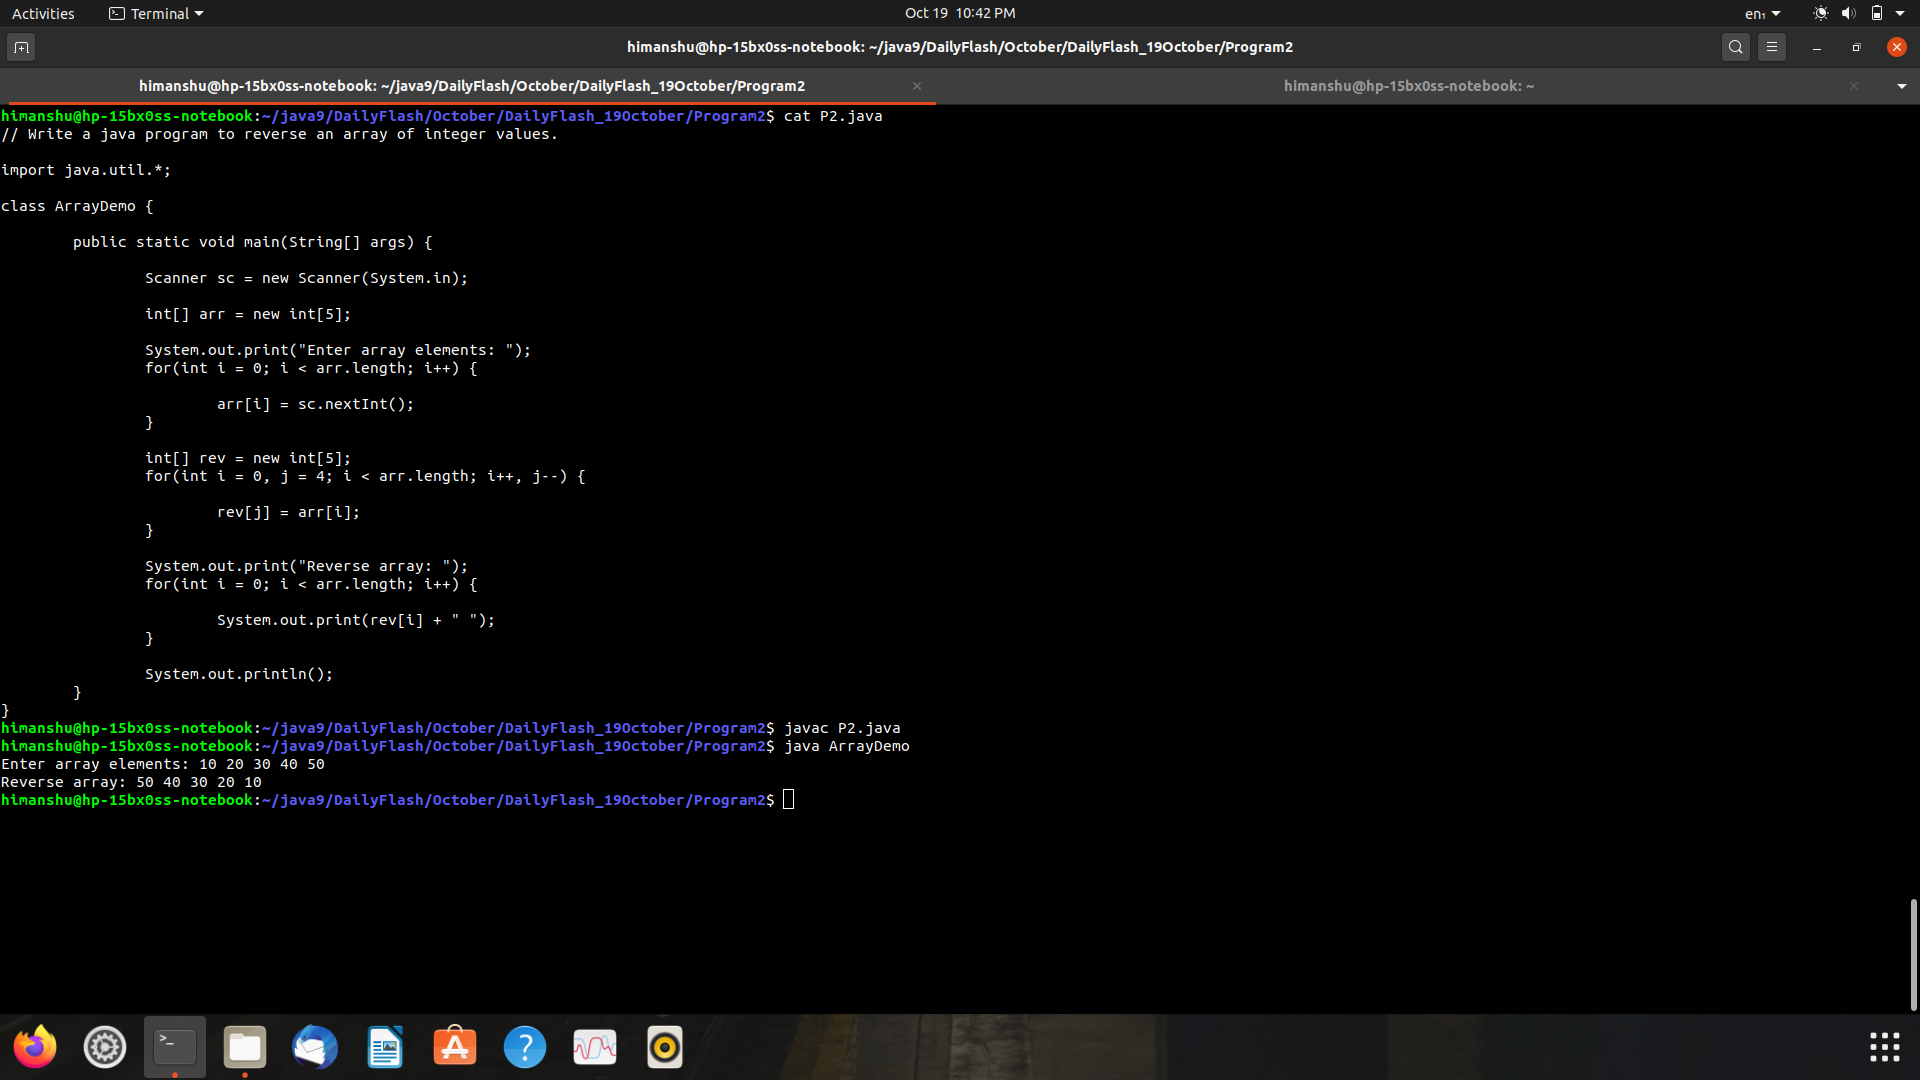 Activities Terminal Oct 19 10:42 PM en₁
himanshu@hp-15bx0ss-notebook: ~/java9/DailyFlash/October/DailyFlash_19October/Program2
himanshu@hp-15bx0ss-notebook: ~/java9/DailyFlash/October/DailyFlash_19October/Program2 himanshu@hp-15bx0ss-notebook: ~
himanshu@hp-15bx0ss-notebook:~/java9/DailyFlash/October/DailyFlash_19October/Program2$ cat P2.java
// Write a java program to reverse an array of integer values.

import java.util.*;

class ArrayDemo {

        public static void main(String[] args) {

                Scanner sc = new Scanner(System.in);

                int[] arr = new int[5];

                System.out.print("Enter array elements: ");
                for(int i = 0; i < arr.length; i++) {

                        arr[i] = sc.nextInt();
                }

                int[] rev = new int[5];
                for(int i = 0, j = 4; i < arr.length; i++, j--) {

                        rev[j] = arr[i];
                }

                System.out.print("Reverse array: ");
                for(int i = 0; i < arr.length; i++) {

                        System.out.print(rev[i] + " ");
                }

                System.out.println();
        }
}
himanshu@hp-15bx0ss-notebook:~/java9/DailyFlash/October/DailyFlash_19October/Program2$ javac P2.java
himanshu@hp-15bx0ss-notebook:~/java9/DailyFlash/October/DailyFlash_19October/Program2$ java ArrayDemo
Enter array elements: 10 20 30 40 50
Reverse array: 50 40 30 20 10
himanshu@hp-15bx0ss-notebook:~/java9/DailyFlash/October/DailyFlash_19October/Program2$